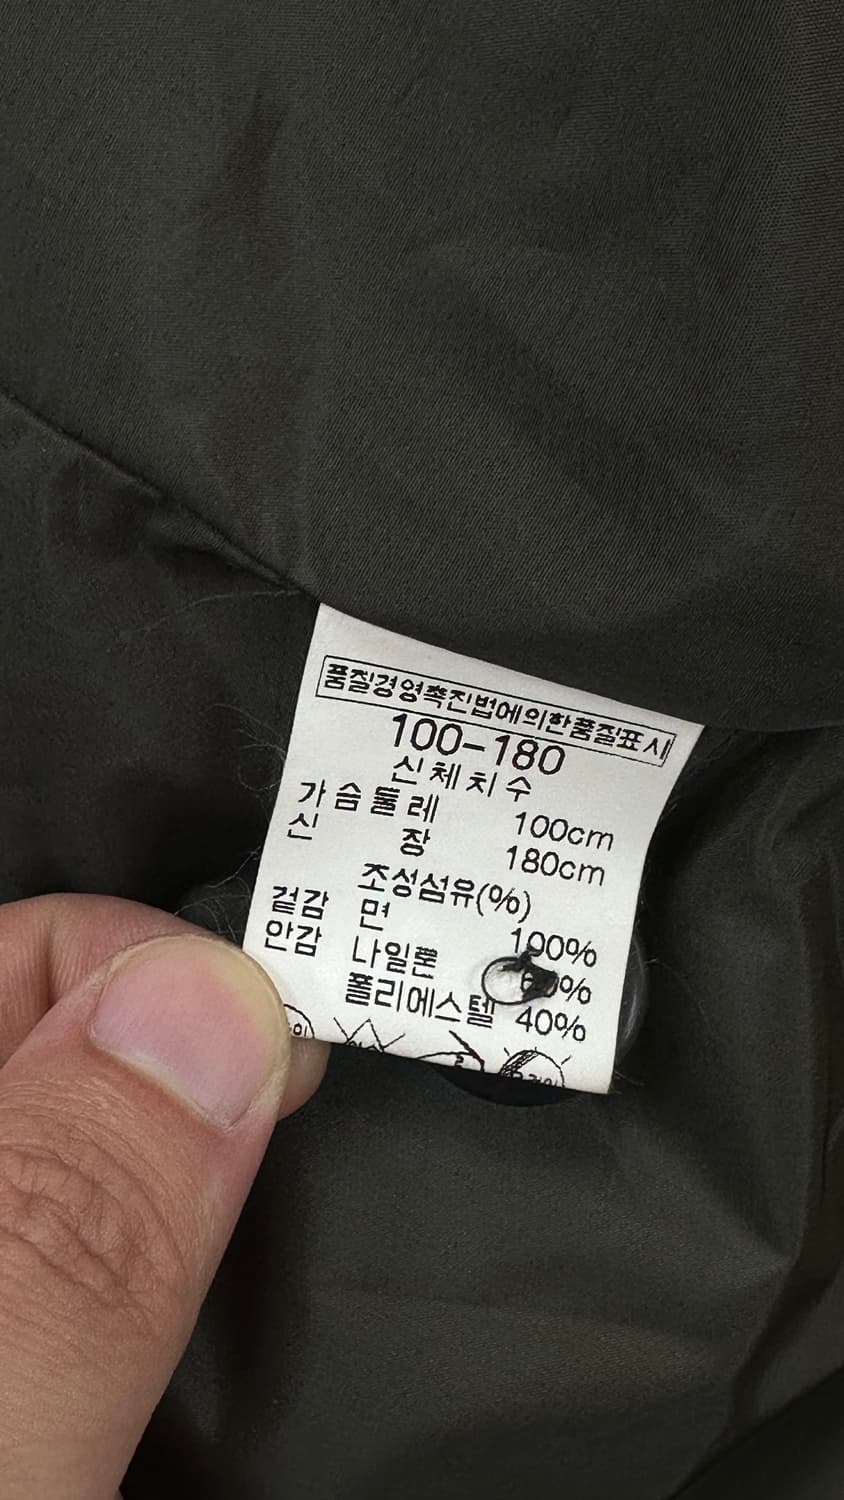 품질경영촉진법에의한품질표시
100-180
신체치수
가슴둘레 100cm
신 장 180cm
조성섬유(%)
겉감 면 100%
안감 나일론 %
폴리에스텔 40%